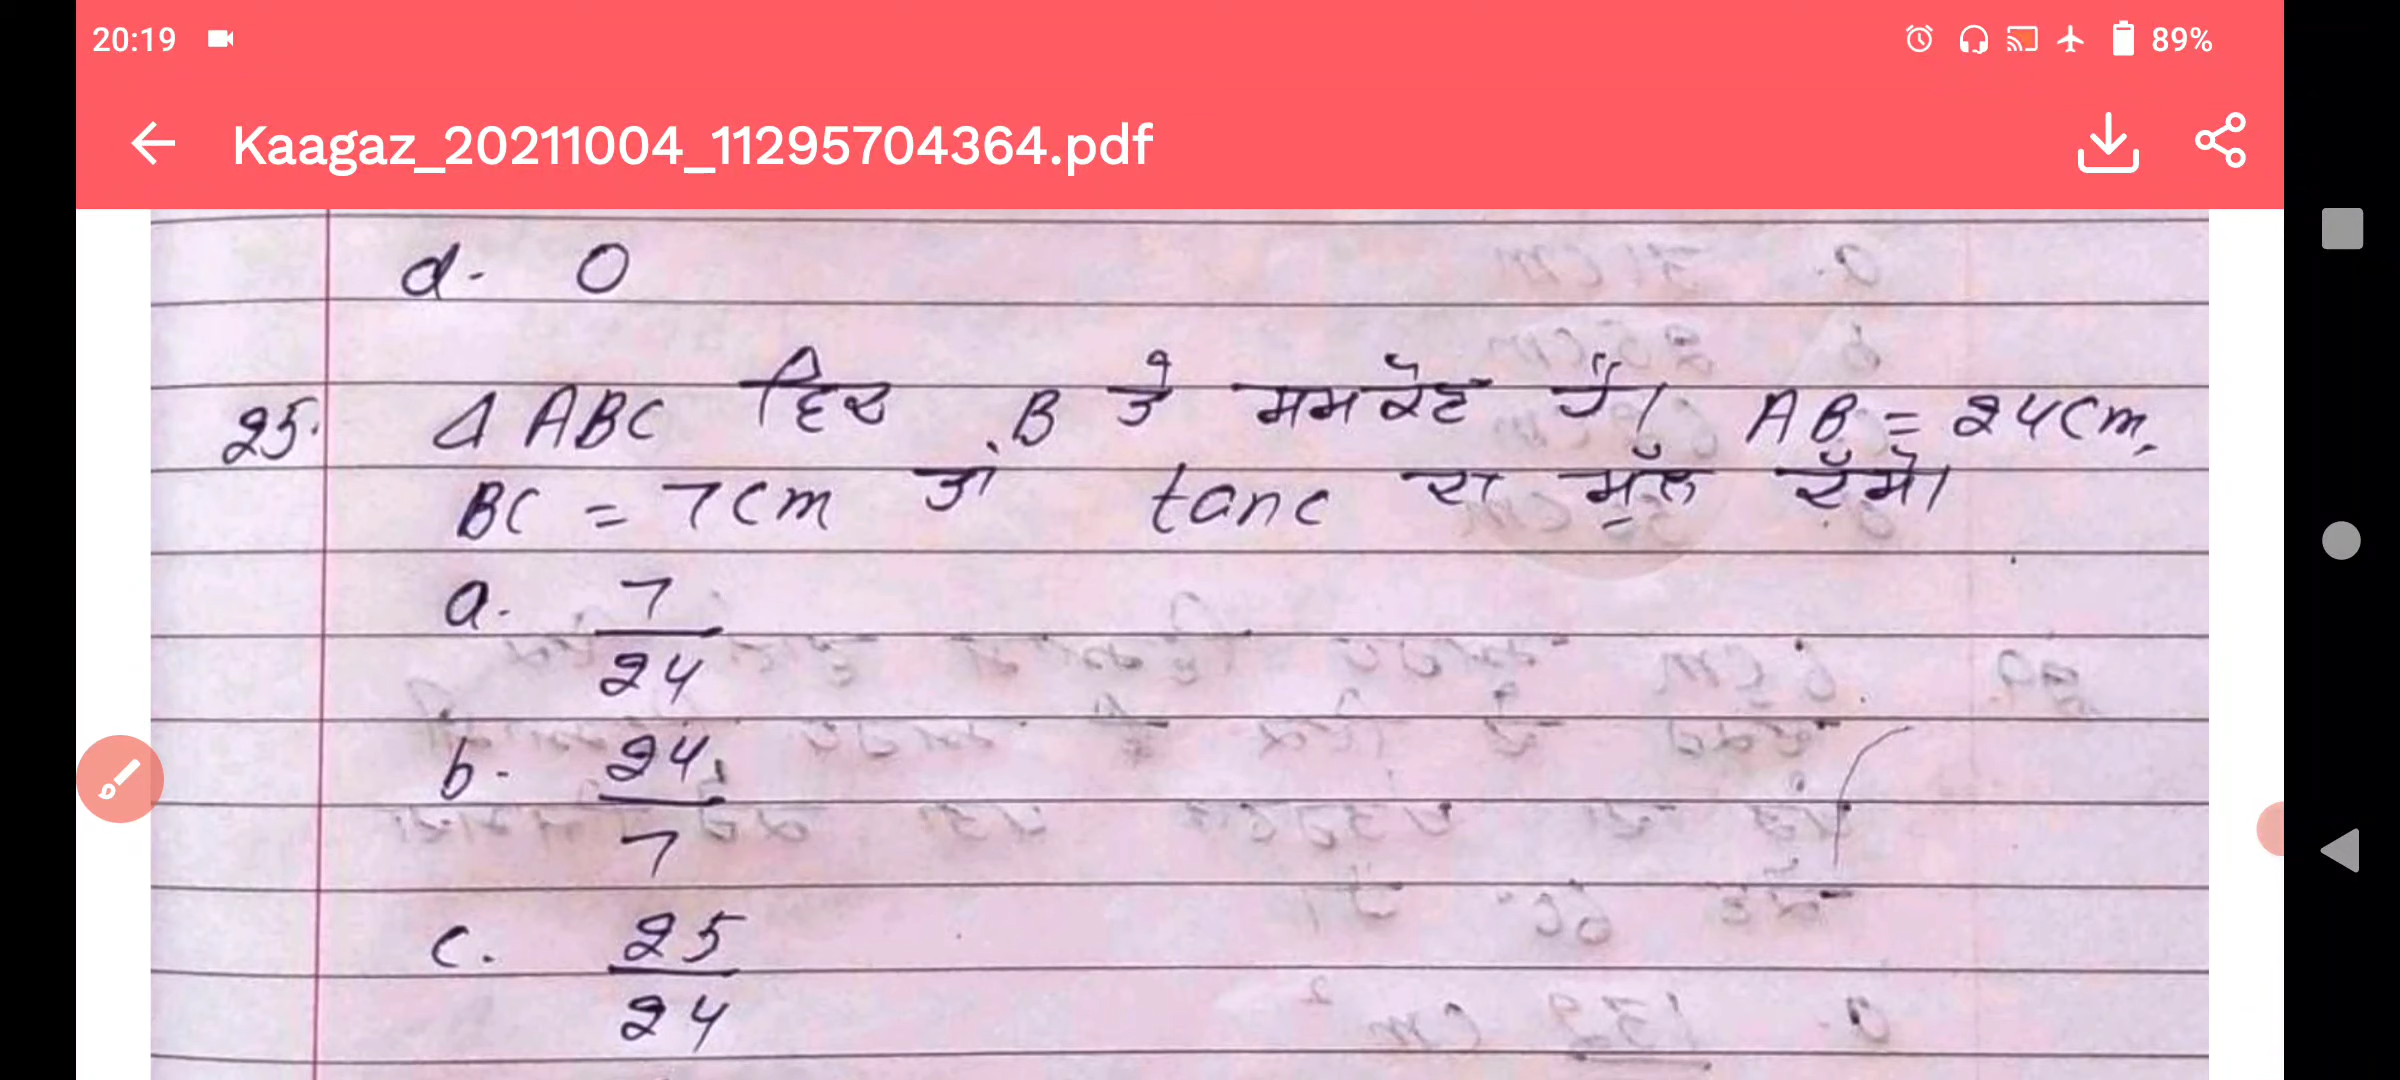 20:19 89%
Kaagaz_20211004_11295704364.pdf
d. 0
25. Δ ABC ਵਿਚ B ਤੇ ਸਮਕੋਣ ਹੈ। AB = 24cm,
BC = 7cm ਤਾਂ tanc ਦਾ ਮੁੱਲ ਦੱਸੋ।
a. 7/24
b. 24/7
c. 25/24